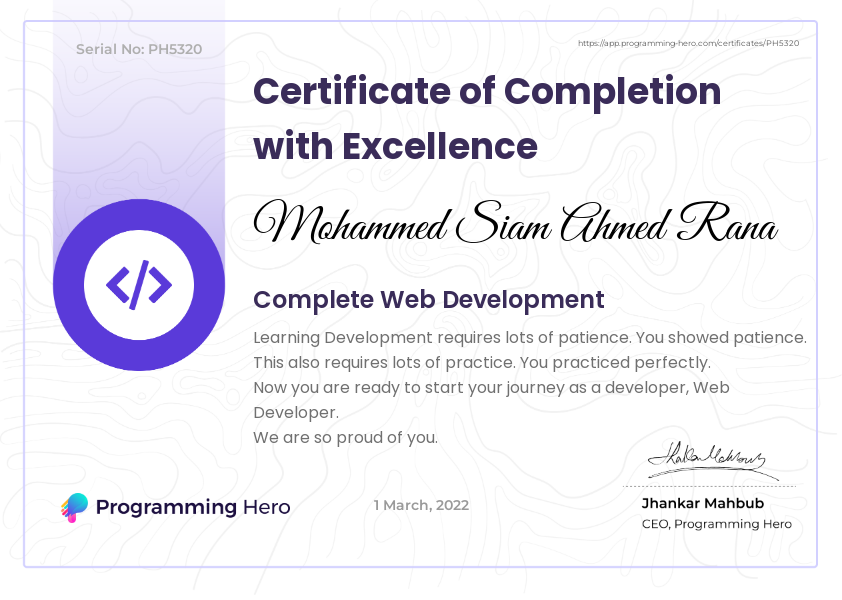 Serial No: PH5320
https://app.programming-hero.com/certificates/PH5320
Certificate of Completion
with Excellence
Mohammed Siam Ahmed Rana
</>
Complete Web Development
Learning Development requires lots of patience. You showed patience.
This also requires lots of practice. You practiced perfectly.
Now you are ready to start your journey as a developer, Web
Developer.
We are so proud of you.
Programming Hero
1 March, 2022
Jhankar Mahbub
CEO, Programming Hero